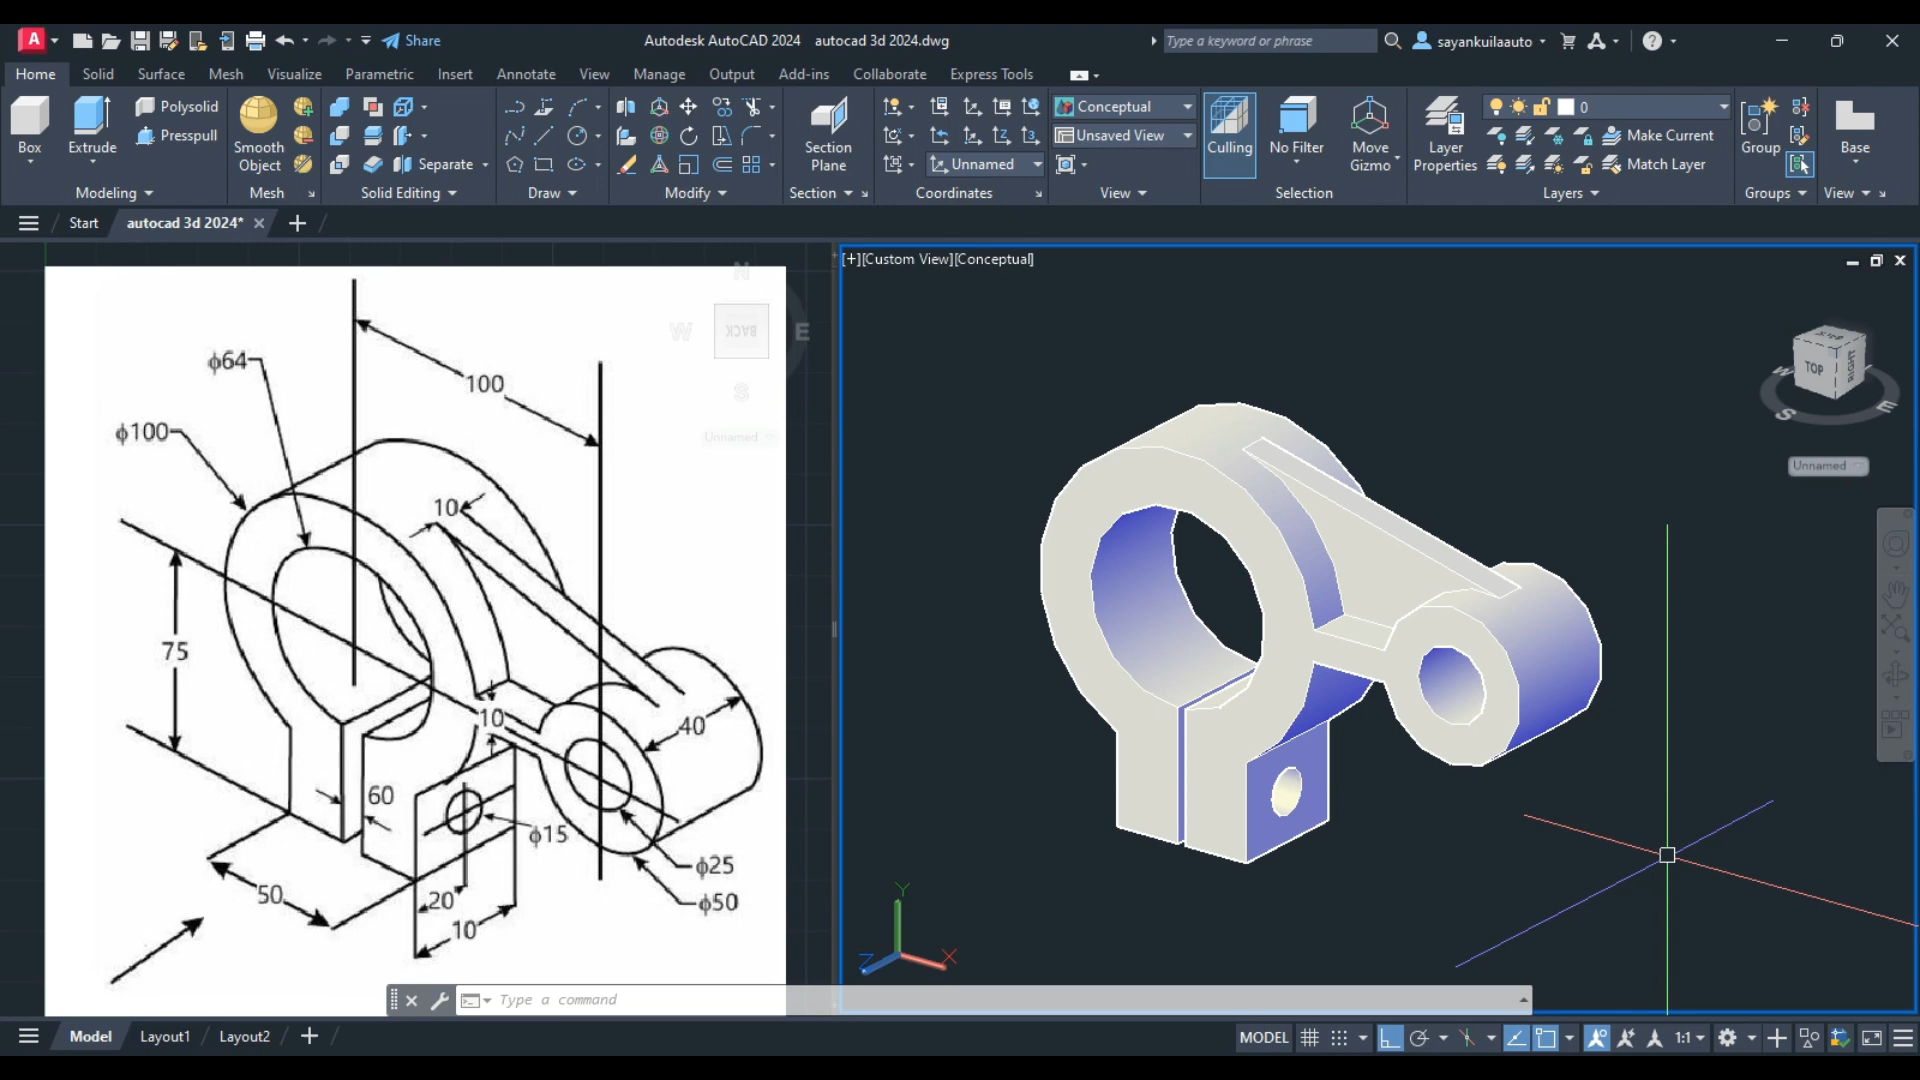 A Share Autodesk AutoCAD 2024 autocad 3d 2024.dwg Type a keyword or phrase sayankuilaauto
Home Solid Surface Mesh Visualize Parametric Insert Annotate View Manage Output Add-ins Collaborate Express Tools
Box Extrude Polysolid Presspull
Smooth Object
Separate
Section Plane
Unnamed
Conceptual
Unsaved View
Culling No Filter Move Gizmo
Layer Properties
0
Make Current
Match Layer
Group
Base
Modeling Mesh Solid Editing Draw Modify Section Coordinates View Selection Layers Groups View
Start autocad 3d 2024*
[+][Custom View][Conceptual]
N
W BACK E
S
Unnamed
ϕ64
100
ϕ100
10
75
10
40
60
ϕ15
ϕ25
50
20
ϕ50
10
TOP RIGHT
W
S E
Unnamed
Y
Z X
Type a command
Model Layout1 Layout2 MODEL 1:1